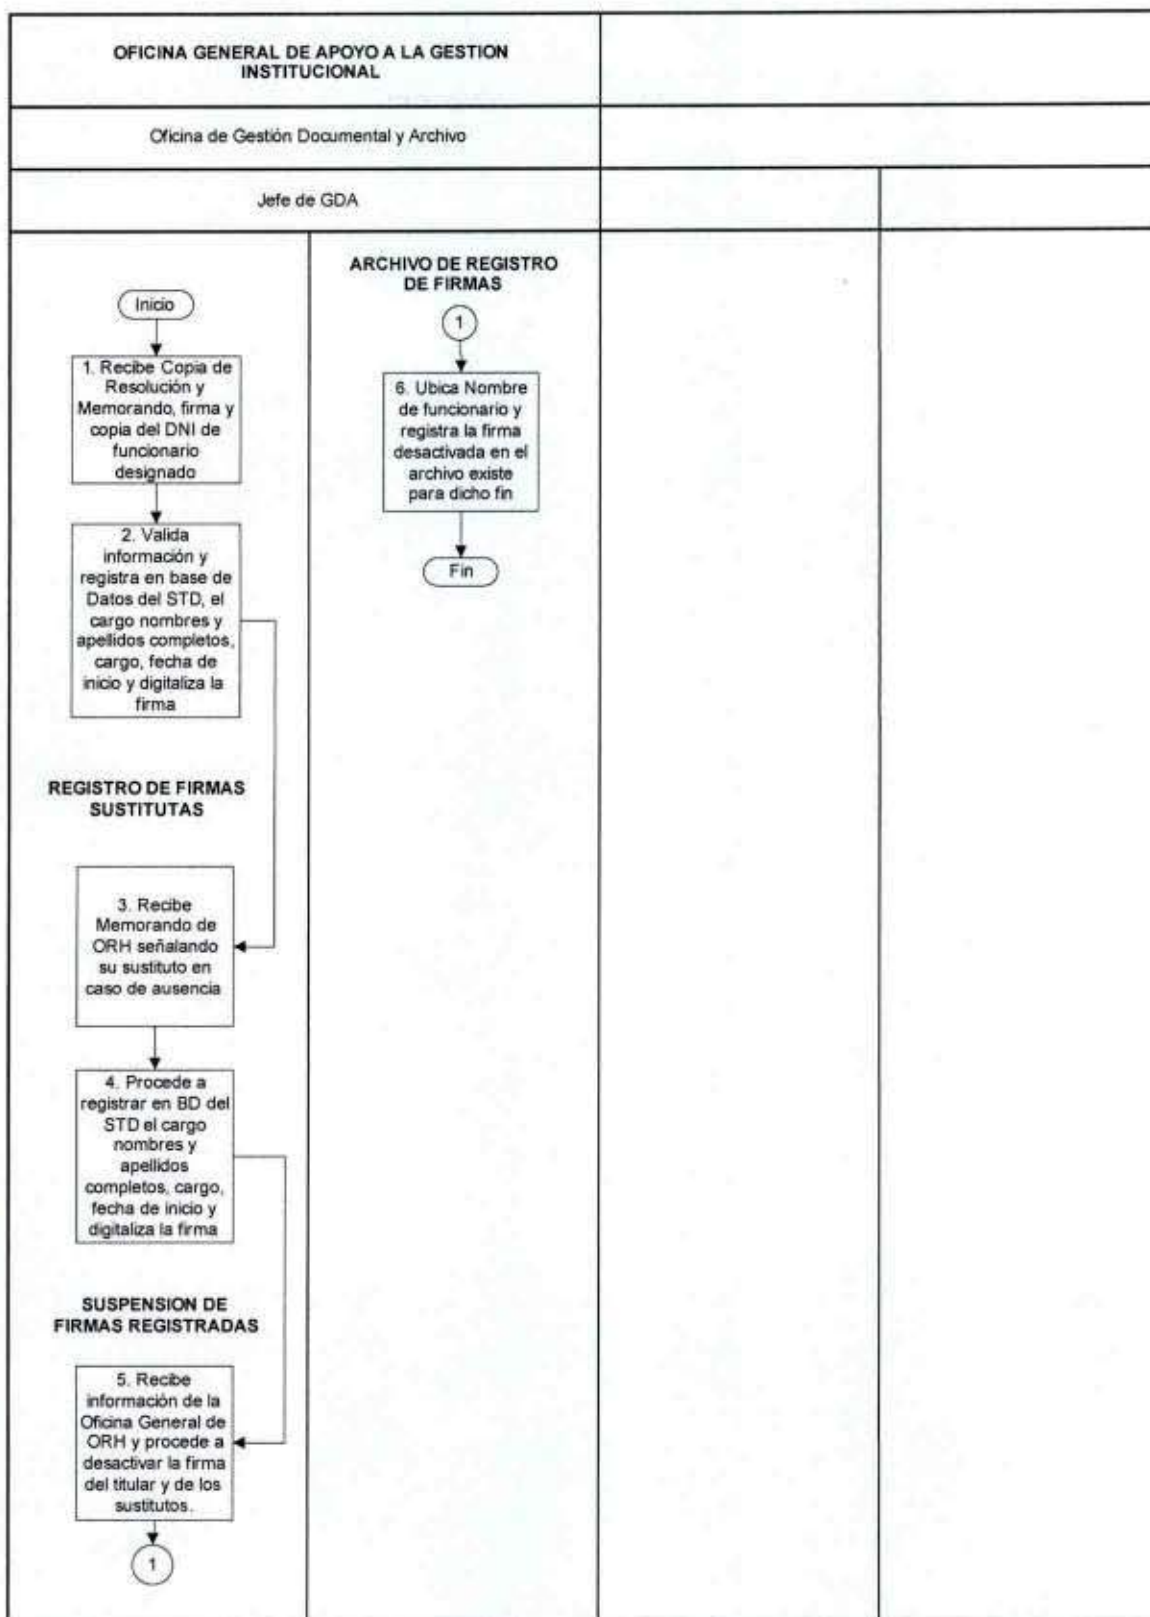 OFICINA GENERAL DE APOYO A LA GESTION
INSTITUCIONAL
Oficina de Gestión Documental y Archivo
Jefe de GDA
Inicio
1. Recibe Copia de
Resolución y
Memorando, firma y
copia del DNI de
funcionario
designado
2. Valida
información y
registra en base de
Datos del STD, el
cargo nombres y
apellidos completos,
cargo, fecha de
inicio y digitaliza la
firma
REGISTRO DE FIRMAS
SUSTITUTAS
3. Recibe
Memorando de
ORH señalando
su sustituto en
caso de ausencia
4. Procede a
registrar en BD del
STD el cargo
nombres y
apellidos
completos, cargo,
fecha de inicio y
digitaliza la firma
SUSPENSION DE
FIRMAS REGISTRADAS
5. Recibe
información de la
Oficina General de
ORH y procede a
desactivar la firma
del titular y de los
sustitutos.
1
ARCHIVO DE REGISTRO
DE FIRMAS
1
6. Ubica Nombre
de funcionario y
registra la firma
desactivada en el
archivo existe
para dicho fin
Fin